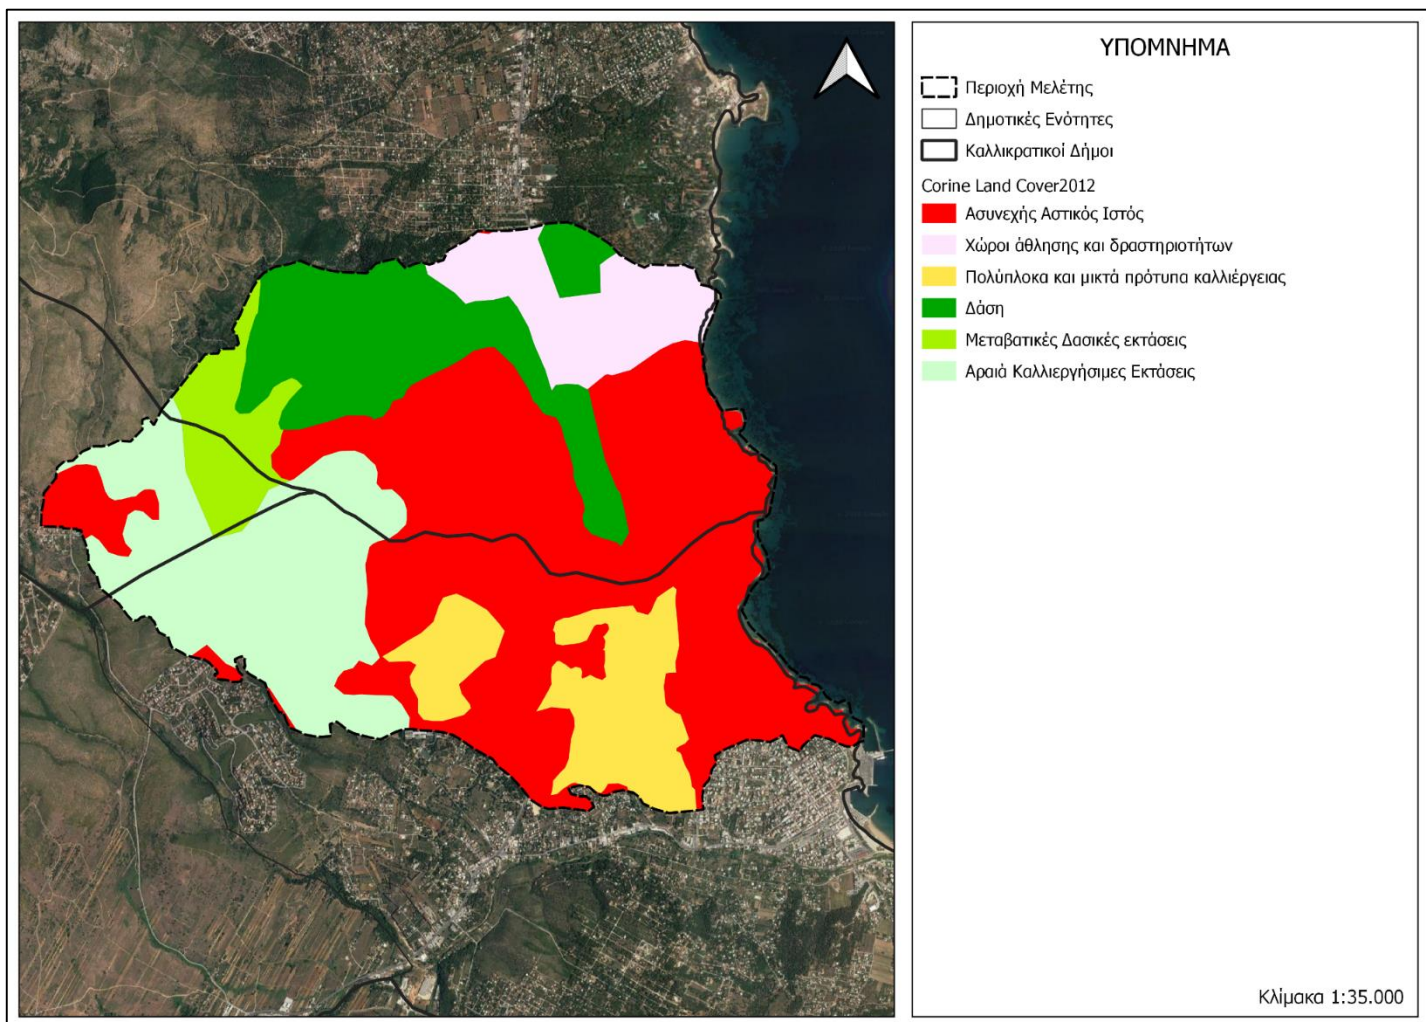 ΥΠΟΜΝΗΜΑ
Περιοχή Μελέτης
Δημοτικές Ενότητες
Καλλικρατικοί Δήμοι
Corine Land Cover2012
Ασυνεχής Αστικός Ιστός
Χώροι άθλησης και δραστηριοτήτων
Πολύπλοκα και μικτά πρότυπα καλλιέργειας
Δάση
Μεταβατικές Δασικές εκτάσεις
Αραιά Καλλιεργήσιμες Εκτάσεις
Κλίμακα 1:35.000